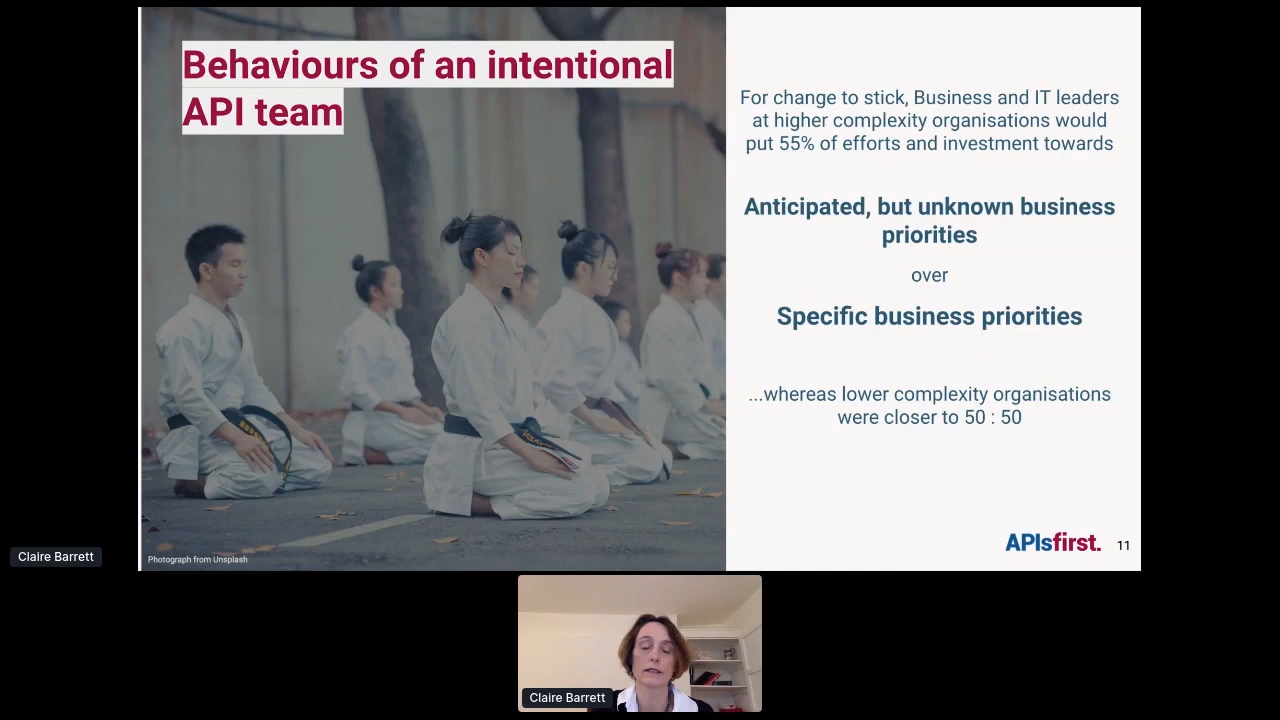 Behaviours of an intentional
API team
For change to stick, Business and IT leaders
at higher complexity organisations would
put 55% of efforts and investment towards
Anticipated, but unknown business
priorities
over
Specific business priorities
...whereas lower complexity organisations
were closer to 50 : 50
Photograph from Unsplash
APIsfirst.
11
Claire Barrett
Claire Barrett